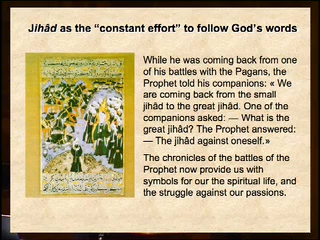 Jihâd as the “constant effort” to follow God’s words
While he was coming back from one
of his battles with the Pagans, the
Prophet told his companions: « We
are coming back from the small
jihâd to the great jihâd. One of the
companions asked: — What is the
great jihâd? The Prophet answered:
— The jihâd against oneself.»
The chronicles of the battles of the
Prophet now provide us with
symbols for our the spiritual life, and
the struggle against our passions.